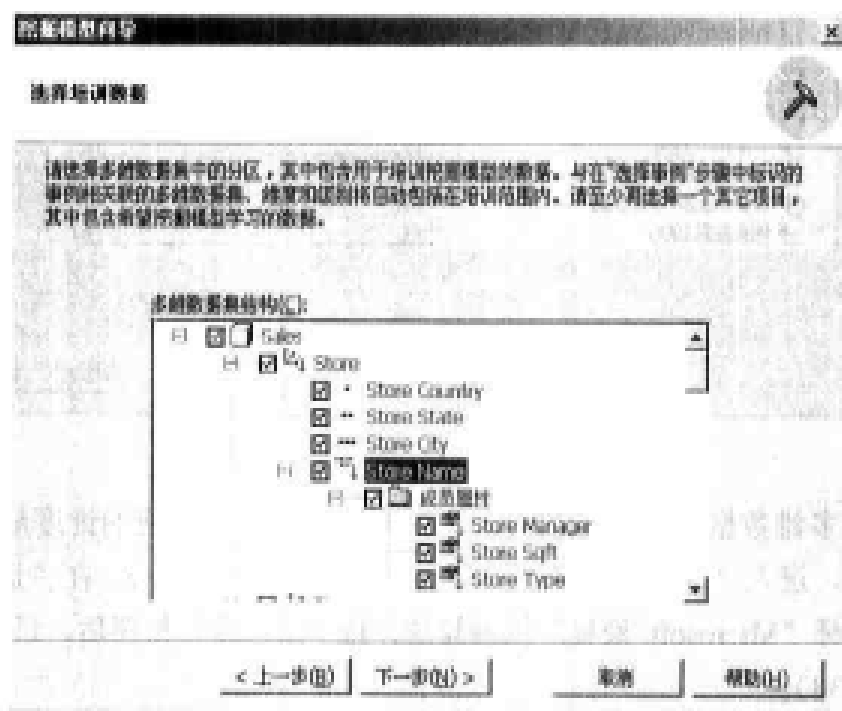 挖掘模型向导
选择培训数据
请选择多维数据集中的分区，其中包含用于培训挖掘模型的数据。与在"选择事例"步骤中标识的
事例相关联的多维数据集、维度和级别将自动包括在培训范围内。请至少再选择一个其它项目，
其中包含希望挖掘模型学习的数据。
多维数据集结构(C):
Sales
Store
Store Country
Store State
Store City
Store Name
成员属性
Store Manager
Store Sqft
Store Type
< 上一步(B) 下一步(N) > 取消 帮助(H)